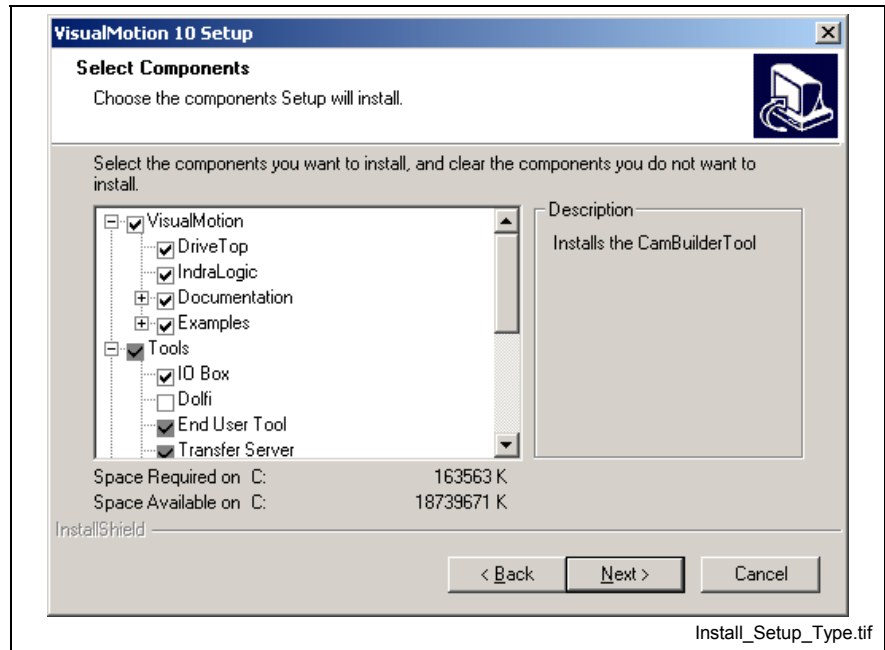 VisualMotion 10 Setup
Select Components
Choose the components Setup will install.
Select the components you want to install, and clear the components you do not want to
install.
VisualMotion
DriveTop
IndraLogic
Documentation
Examples
Tools
IO Box
Dolfi
End User Tool
Transfer Server
Description
Installs the CamBuilderTool
Space Required on C: 163563 K
Space Available on C: 18739671 K
InstallShield
< Back Next > Cancel
Install_Setup_Type.tif